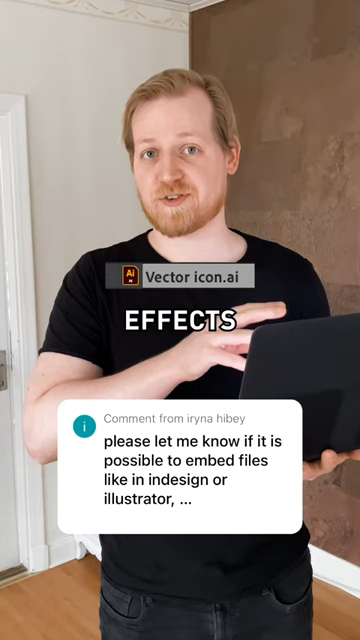 Ai
Vector icon.ai
EFFECTS
i
Comment from iryna hibey
please let me know if it is
possible to embed files
like in indesign or
illustrator, ...